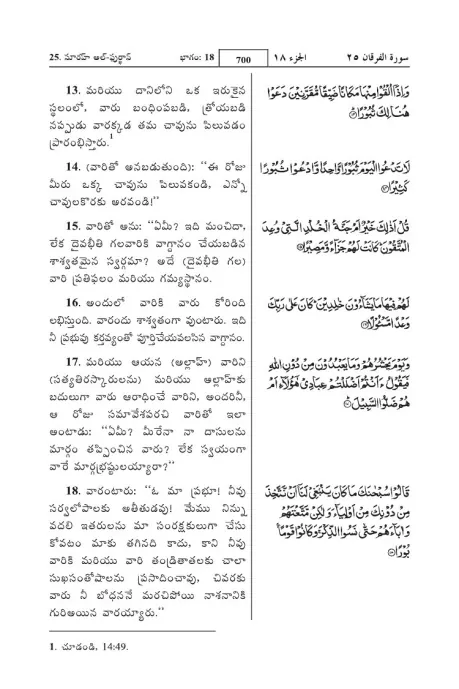 25. సూరహ్ అల్-ఫుర్ఖాన్ భాగం: 18 700 الجزء ١٨ سورة الفرقان ٢٥
13. మరియు దానిలోని ఒక ఇరుకైన
స్థలంలో, వారు బంధింపబడి, త్రోయబడి
నప్పుడు వారక్కడ తమ చావును పిలువడం
ప్రారంభిస్తారు.1
وَإِذَآ أُلْقُوا۟ مِنْهَا مَكَانًا ضَيِّقًا مُّقَرَّنِينَ دَعَوْا۟
هُنَالِكَ ثُبُورًا ۝
14. (వారితో అనబడుతుంది): "ఈ రోజు
మీరు ఒక్క చావును పిలువకండి, ఎన్నో
చావులకొరకు అరవండి!"
لَّا تَدْعُوا۟ ٱلْيَوْمَ ثُبُورًا وَٰحِدًا وَٱدْعُوا۟ ثُبُورًا
كَثِيرًا ۝
15. వారితో అను: "ఏమీ? ఇది మంచిదా,
లేక దైవభీతి గలవారికి వాగ్దానం చేయబడిన
శాశ్వతమైన స్వర్గమా? అదే (దైవభీతి గల)
వారి ప్రతిఫలం మరియు గమ్యస్థానం.
قُلْ أَذَٰلِكَ خَيْرٌ أَمْ جَنَّةُ ٱلْخُلْدِ ٱلَّتِى وُعِدَ
ٱلْمُتَّقُونَ ۚ كَانَتْ لَهُمْ جَزَآءً وَمَصِيرًا ۝
16. అందులో వారికి వారు కోరింది
లభిస్తుంది. వారందు శాశ్వతంగా వుంటారు. ఇది
నీ ప్రభువు కర్తవ్యంతో పూర్తిచేయవలసిన వాగ్దానం.
لَّهُمْ فِيهَا مَا يَشَآءُونَ خَٰلِدِينَ ۚ كَانَ عَلَىٰ رَبِّكَ
وَعْدًا مَّسْـُٔولًا ۝
17. మరియు ఆయన (అల్లాహ్) వారిని
(సత్యతిరస్కారులను) మరియు అల్లాహ్‌కు
బదులుగా వారు ఆరాధించే వారిని, అందరినీ,
ఆ రోజు సమావేశపరచి వారితో ఇలా
అంటాడు: "ఏమీ? మీరేనా నా దాసులను
మార్గం తప్పించిన వారు? లేక స్వయంగా
వారే మార్గభ్రష్టులయ్యారా?"
وَيَوْمَ يَحْشُرُهُمْ وَمَا يَعْبُدُونَ مِن دُونِ ٱللَّهِ
فَيَقُولُ ءَأَنتُمْ أَضْلَلْتُمْ عِبَادِى هَٰٓؤُلَآءِ أَمْ
هُمْ ضَلُّوا۟ ٱلسَّبِيلَ ۝
18. వారంటారు: "ఓ మా ప్రభూ! నీవు
సర్వలోపాలకు అతీతుడవు! మేము నిన్ను
వదలి ఇతరులను మా సంరక్షకులుగా చేసు
కోవటం మాకు తగినది కాదు, కాని నీవు
వారికి మరియు వారి తండ్రితాతలకు చాలా
సుఖసంతోషాలను ప్రసాదించావు, చివరకు
వారు నీ బోధననే మరచిపోయి నాశనానికి
గురిఅయిన వారయ్యారు."
قَالُوا۟ سُبْحَٰنَكَ مَا كَانَ يَنۢبَغِى لَنَآ أَن نَّتَّخِذَ
مِن دُونِكَ مِنْ أَوْلِيَآءَ وَلَٰكِن مَّتَّعْتَهُمْ
وَءَابَآءَهُمْ حَتَّىٰ نَسُوا۟ ٱلذِّكْرَ وَكَانُوا۟ قَوْمًۢا
بُورًا ۝
1. చూడండి, 14:49.